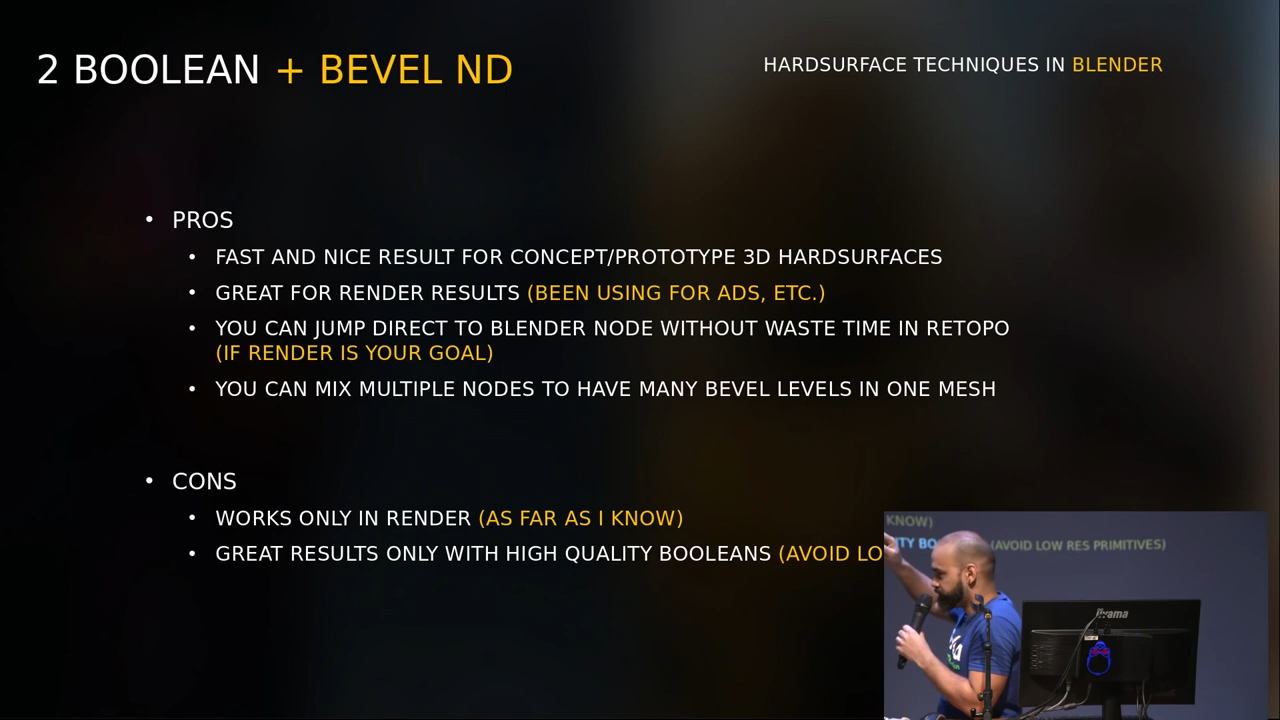 2 BOOLEAN + BEVEL ND
HARDSURFACE TECHNIQUES IN BLENDER
• PROS
• FAST AND NICE RESULT FOR CONCEPT/PROTOTYPE 3D HARDSURFACES
• GREAT FOR RENDER RESULTS (BEEN USING FOR ADS, ETC.)
• YOU CAN JUMP DIRECT TO BLENDER NODE WITHOUT WASTE TIME IN RETOPO
(IF RENDER IS YOUR GOAL)
• YOU CAN MIX MULTIPLE NODES TO HAVE MANY BEVEL LEVELS IN ONE MESH
• CONS
• WORKS ONLY IN RENDER (AS FAR AS I KNOW)
• GREAT RESULTS ONLY WITH HIGH QUALITY BOOLEANS (AVOID LO
KNOW)
ITY BO (AVOID LOW RES PRIMITIVES)
iiyama